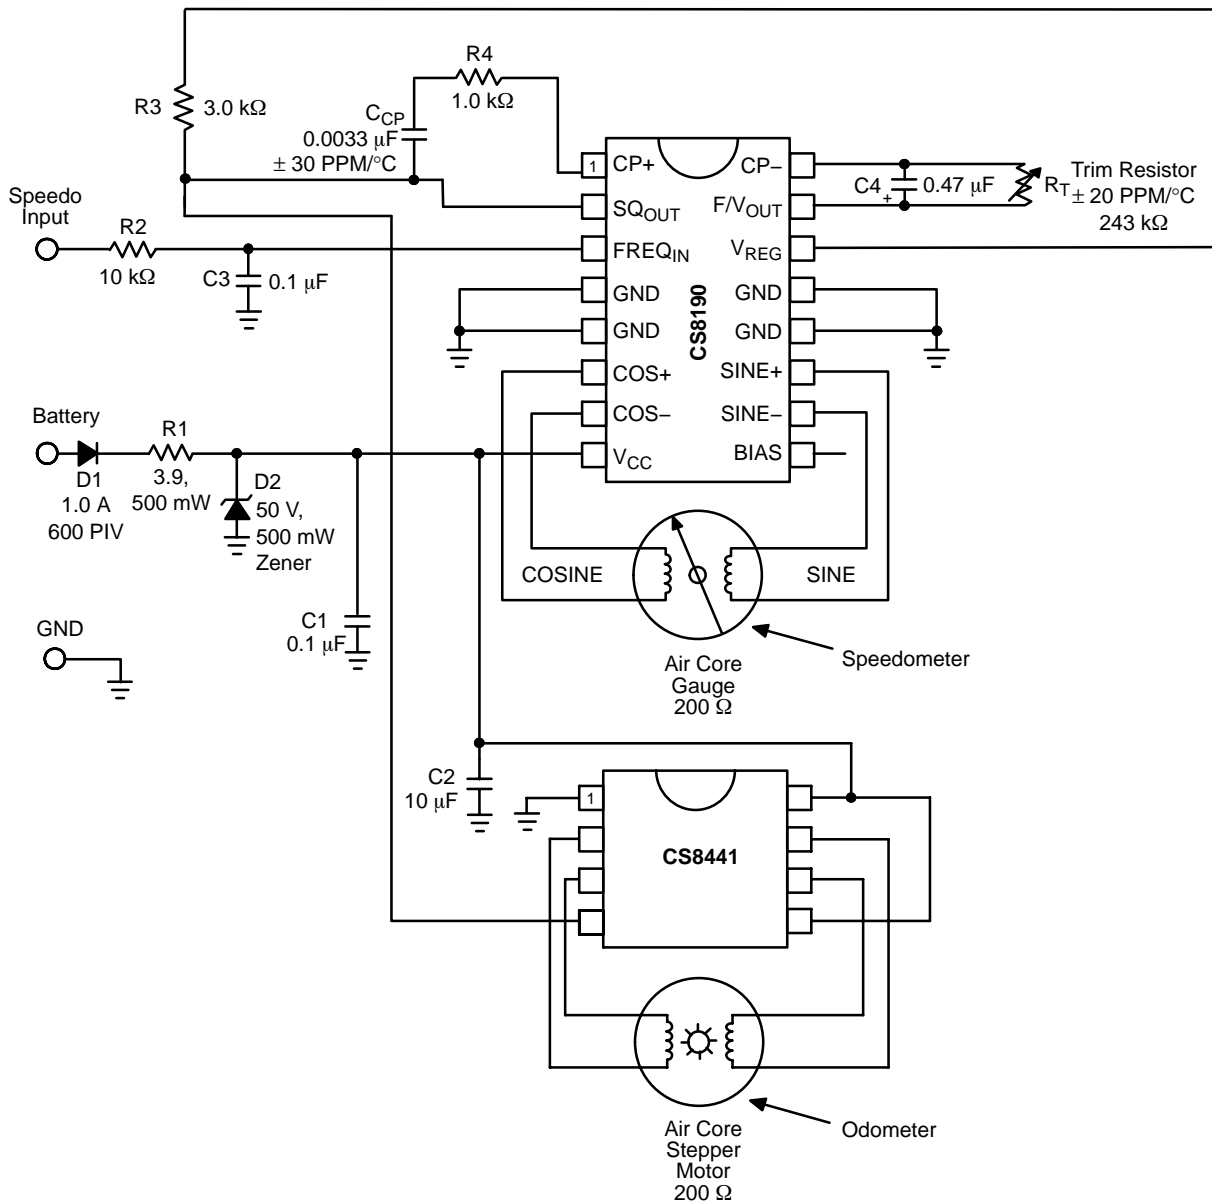 R3
3.0 kΩ
R4
1.0 kΩ
C_CP
0.0033 μF
± 30 PPM/°C
Speedo
Input
R2
10 kΩ
C3
0.1 μF
1
CP+
SQ_OUT
FREQ_IN
GND
GND
COS+
COS–
V_CC
CS8190
CP–
F/V_OUT
V_REG
GND
GND
SINE+
SINE–
BIAS
C4
+
0.47 μF
R_T
Trim Resistor
± 20 PPM/°C
243 kΩ
Battery
D1
1.0 A
600 PIV
R1
3.9,
500 mW
D2
50 V,
500 mW
Zener
C1
0.1 μF
GND
COSINE
SINE
Speedometer
Air Core
Gauge
200 Ω
C2
10 μF
1
CS8441
Odometer
Air Core
Stepper
Motor
200 Ω